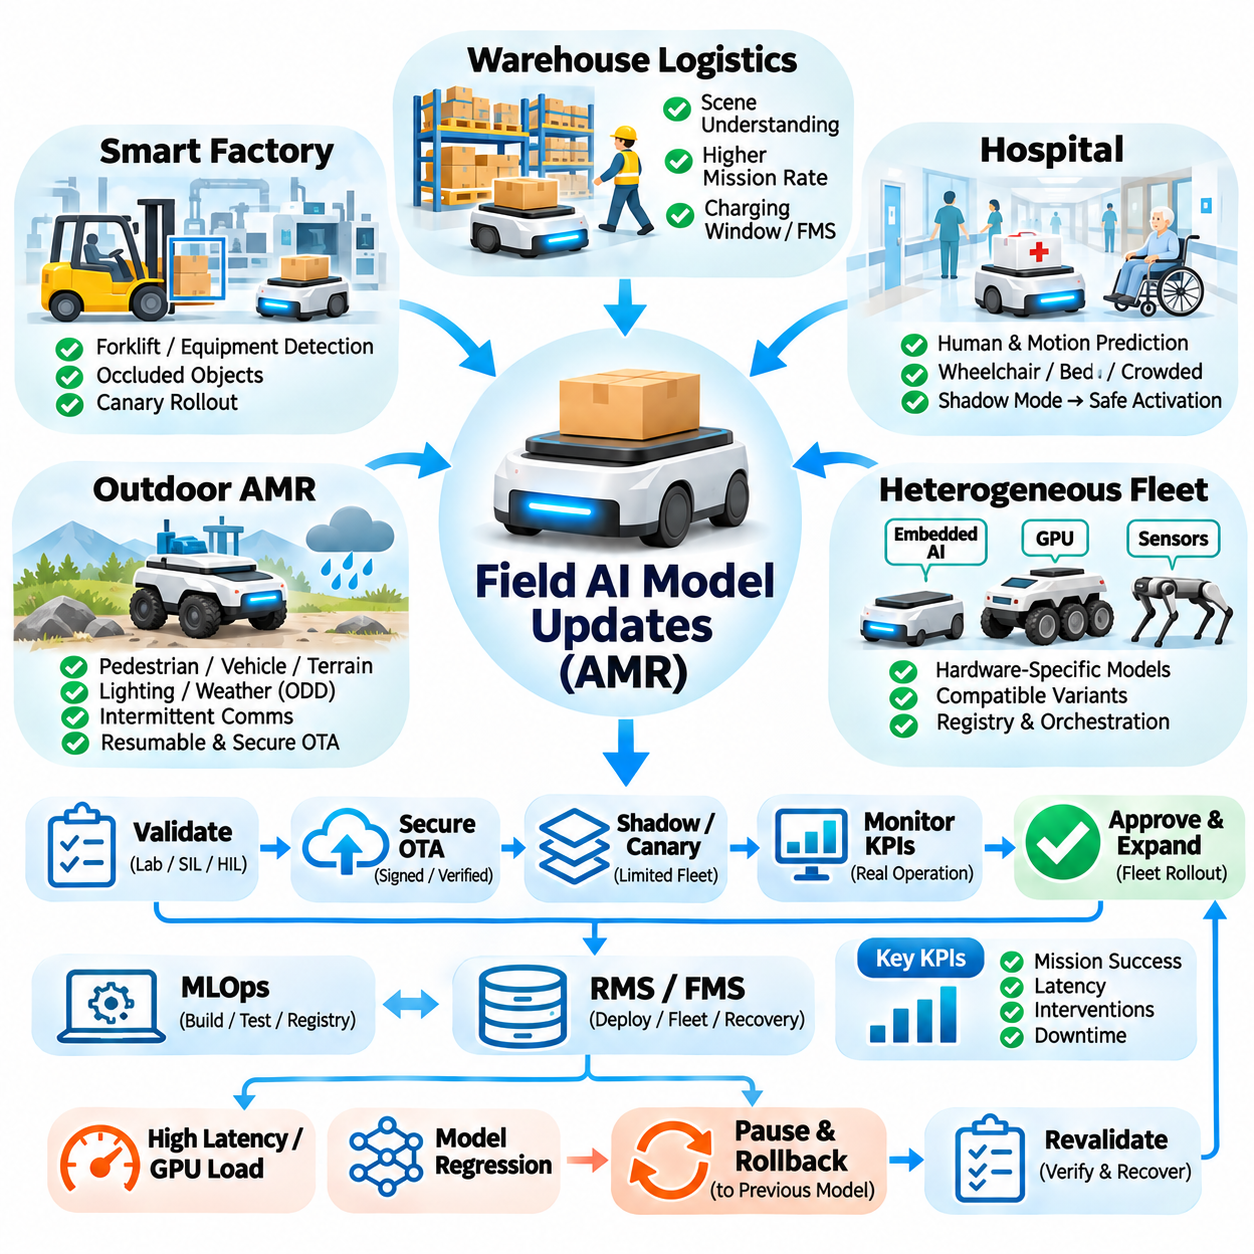 Warehouse Logistics
Scene
Understanding
Higher
Mission Rate
Charging
Window / FMS
Smart Factory
Forklift / Equipment Detection
Occluded Objects
Canary Rollout
Hospital
Human & Motion Prediction
Wheelchair / Bed / Crowded
Shadow Mode → Safe Activation
Outdoor AMR
Pedestrian / Vehicle / Terrain
Lighting / Weather (ODD)
Intermittent Comms
Resumable & Secure OTA
Field AI Model
Updates
(AMR)
Heterogeneous Fleet
Embedded
AI
GPU
Sensors
Hardware-Specific Models
Compatible Variants
Registry & Orchestration
Validate
(Lab / SIL / HIL)
Secure
OTA
(Signed / Verified)
Shadow /
Canary
(Limited Fleet)
Monitor
KPIs
(Real Operation)
Approve &
Expand
(Fleet Rollout)
MLOps
(Build / Test / Registry)
RMS / FMS
(Deploy / Fleet / Recovery)
Key KPIs
Mission Success
Latency
Interventions
Downtime
High Latency /
GPU Load
Model
Regression
Pause &
Rollback
(to Previous Model)
Revalidate
(Verify & Recover)